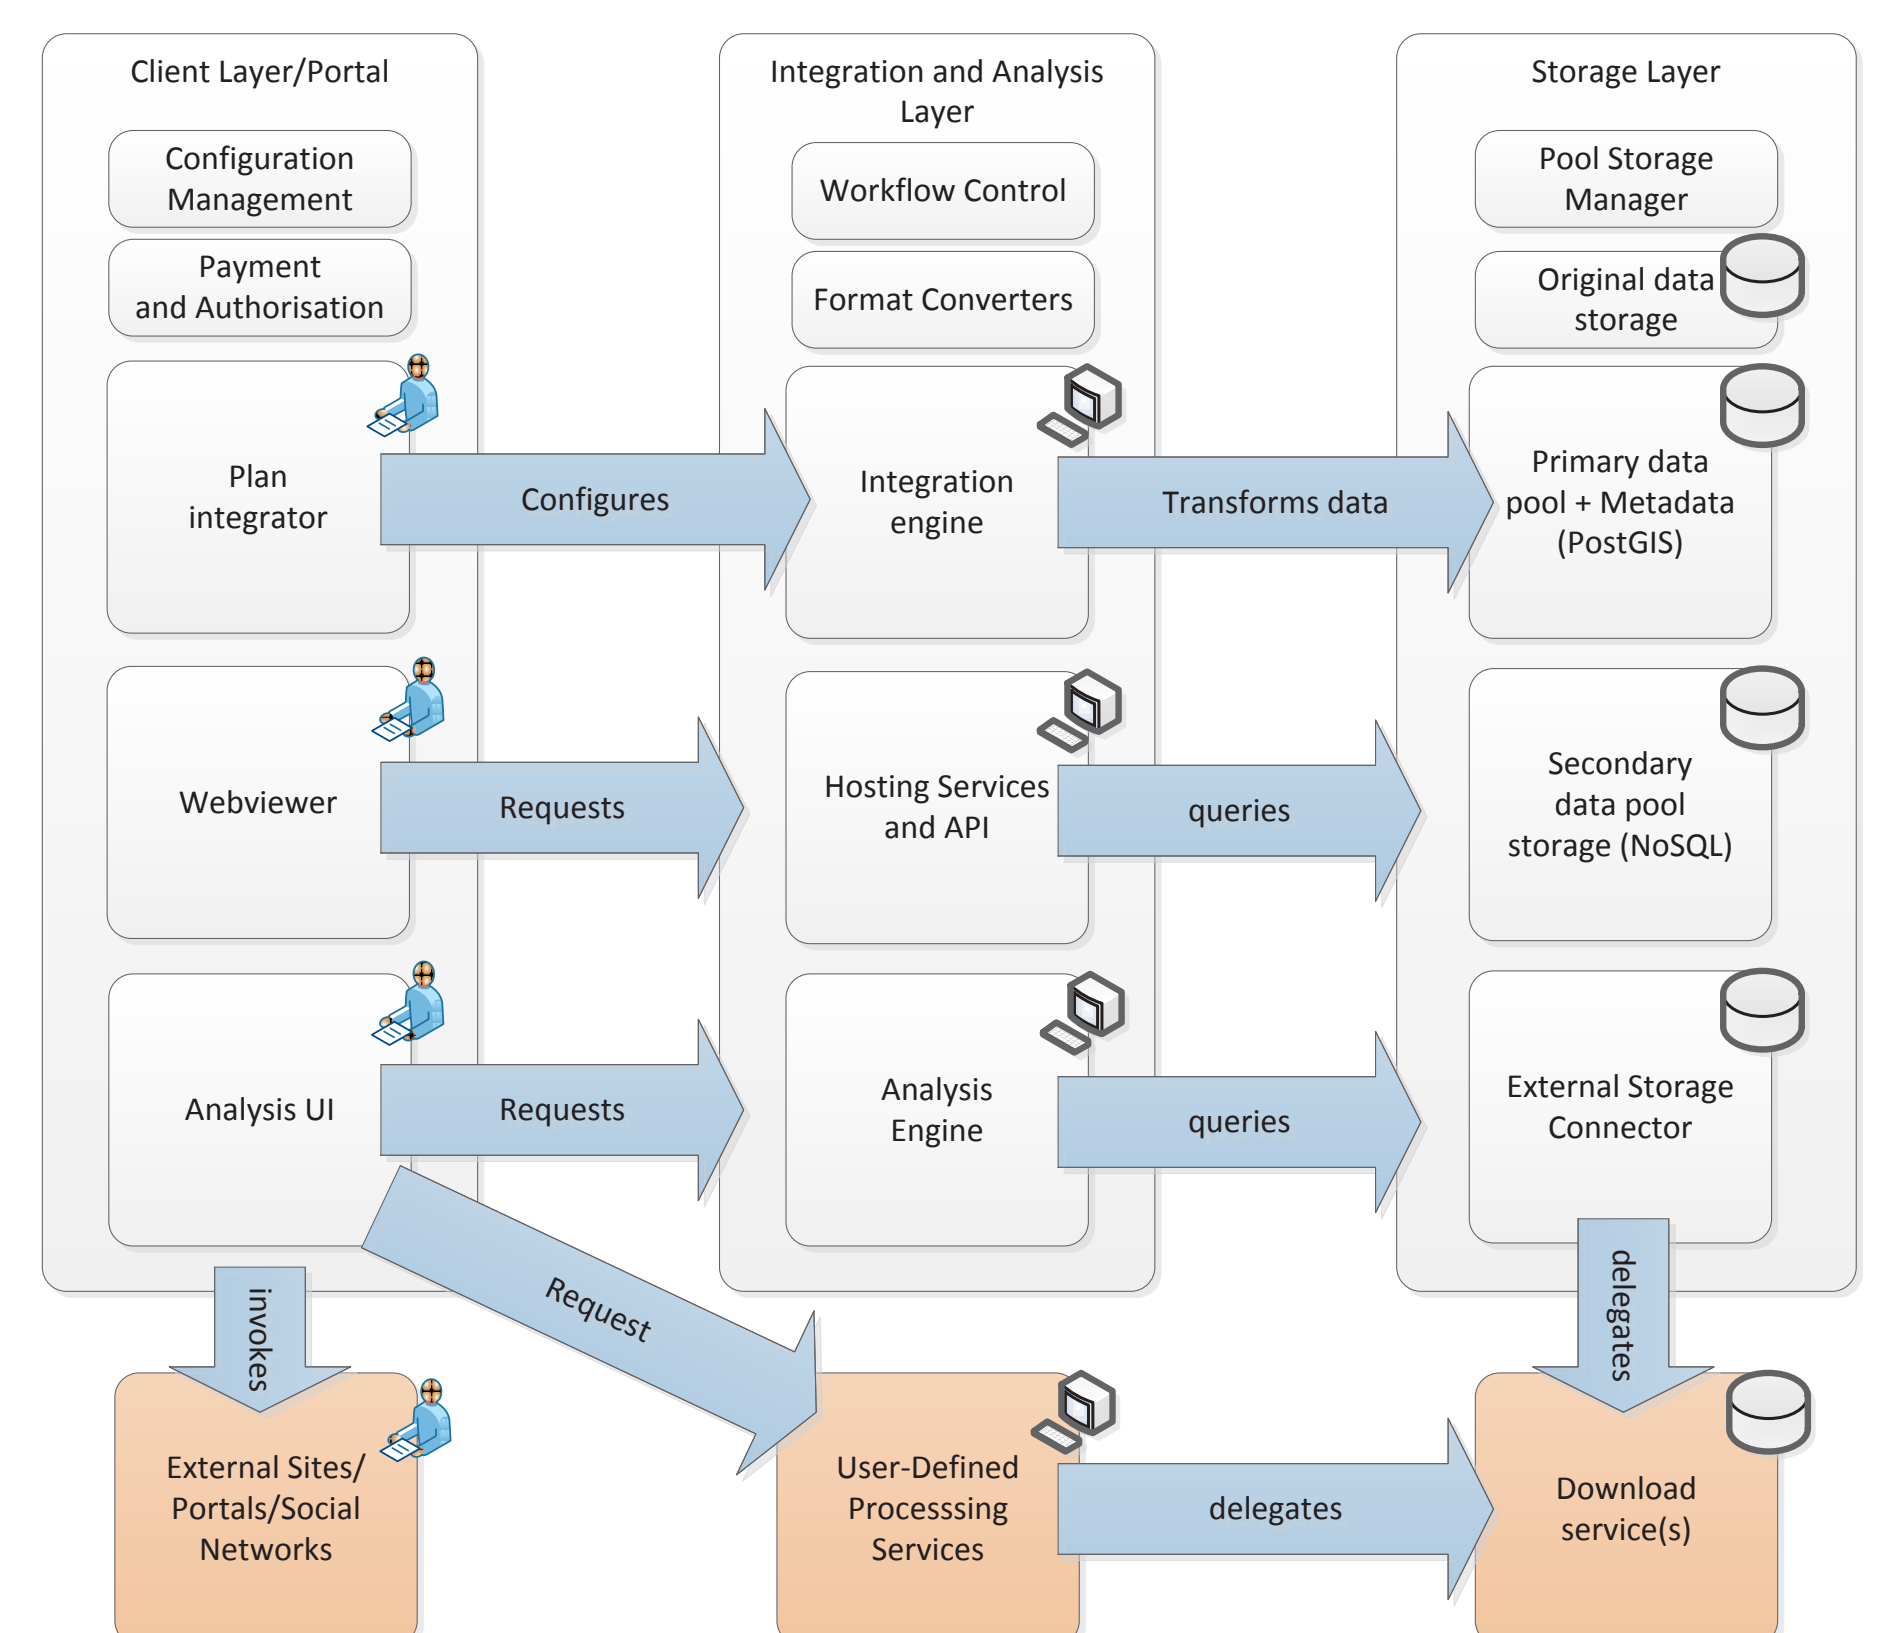 Client Layer/Portal
Configuration
Management
Payment
and Authorisation
Plan
integrator
Webviewer
Analysis UI
Integration and Analysis
Layer
Workflow Control
Format Converters
Integration
engine
Hosting Services
and API
Analysis
Engine
Storage Layer
Pool Storage
Manager
Original data
storage
Primary data
pool + Metadata
(PostGIS)
Secondary
data pool
storage (NoSQL)
External Storage
Connector
Configures
Transforms data
Requests
queries
Requests
queries
invokes
Request
delegates
External Sites/
Portals/Social
Networks
User-Defined
Processsing
Services
delegates
Download
service(s)